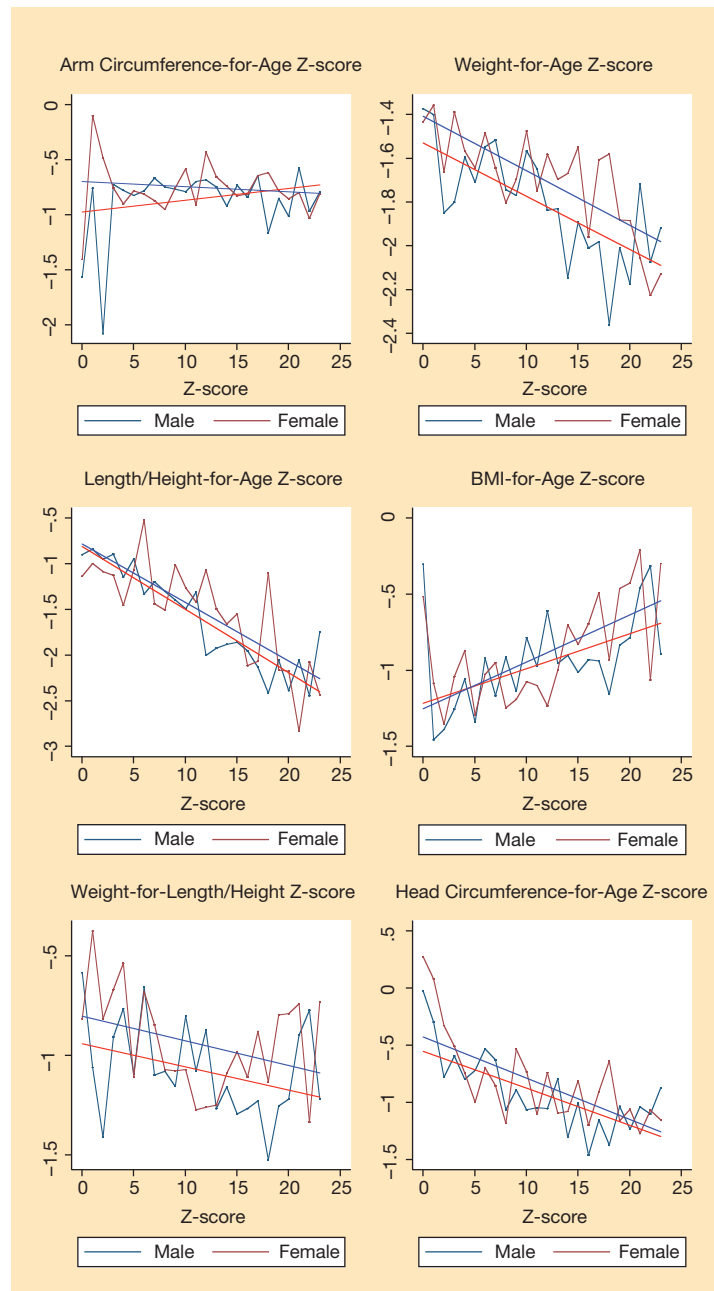 Arm Circumference-for-Age Z-score
0
−.5
−1
−1.5
−2
0 5 10 15 20 25
Z-score
Male Female
Weight-for-Age Z-score
−1.4
−1.6
−1.8
−2
−2.2
−2.4
0 5 10 15 20 25
Z-score
Male Female
Length/Height-for-Age Z-score
−.5
−1
−1.5
−2
−2.5
−3
0 5 10 15 20 25
Z-score
Male Female
BMI-for-Age Z-score
0
−.5
−1
−1.5
0 5 10 15 20 25
Z-score
Male Female
Weight-for-Length/Height Z-score
−.5
−1
−1.5
0 5 10 15 20 25
Z-score
Male Female
Head Circumference-for-Age Z-score
.5
0
−.5
−1
−1.5
0 5 10 15 20 25
Z-score
Male Female